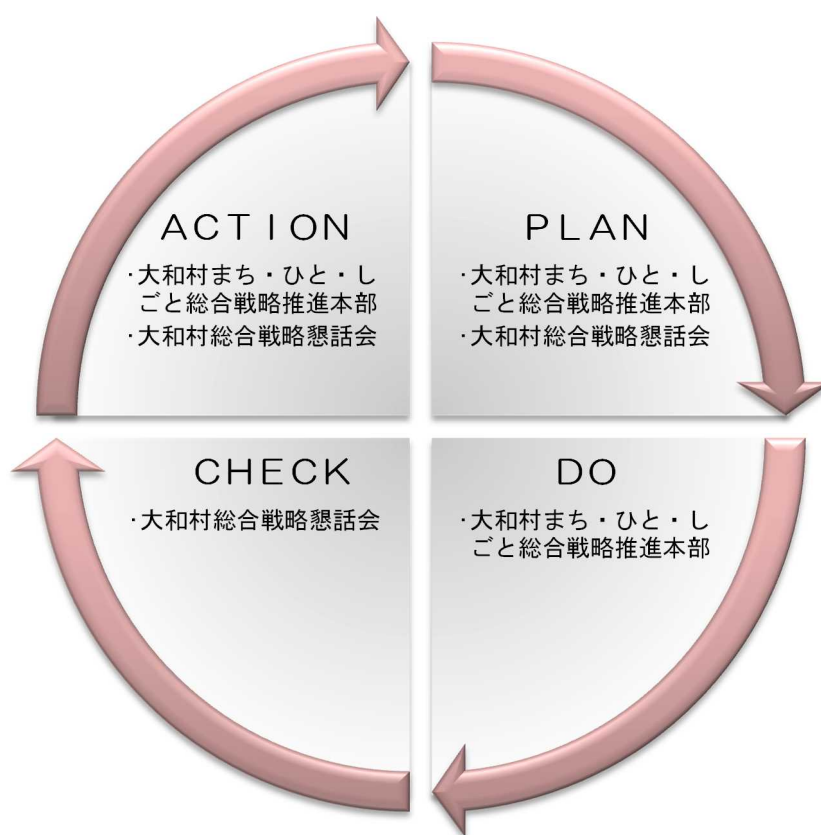 ACTION
・大和村まち・ひと・し
ごと総合戦略推進本部
・大和村総合戦略懇話会
PLAN
・大和村まち・ひと・し
ごと総合戦略推進本部
・大和村総合戦略懇話会
CHECK
・大和村総合戦略懇話会
DO
・大和村まち・ひと・し
ごと総合戦略推進本部